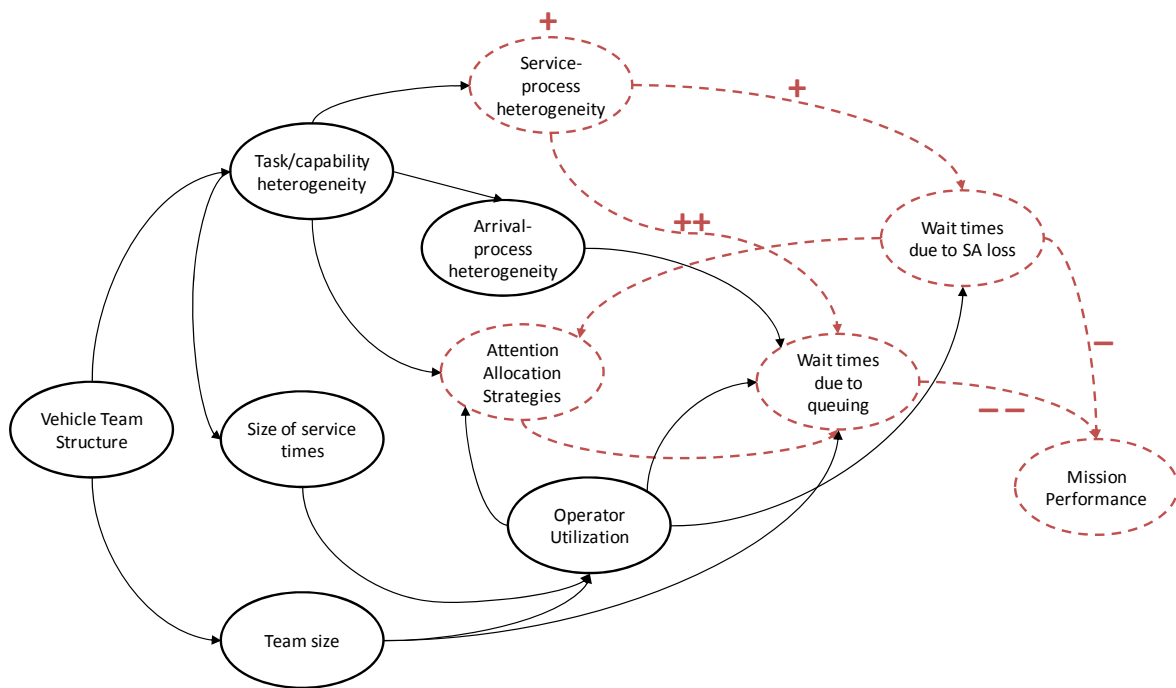 +
Service-
process
heterogeneity
+
Task/capability
heterogeneity
++
Arrival-
process
heterogeneity
Wait times
due to SA loss
Attention
Allocation
Strategies
Wait times
due to
queuing
–
– –
Vehicle Team
Structure
Size of service
times
Mission
Performance
Operator
Utilization
Team size